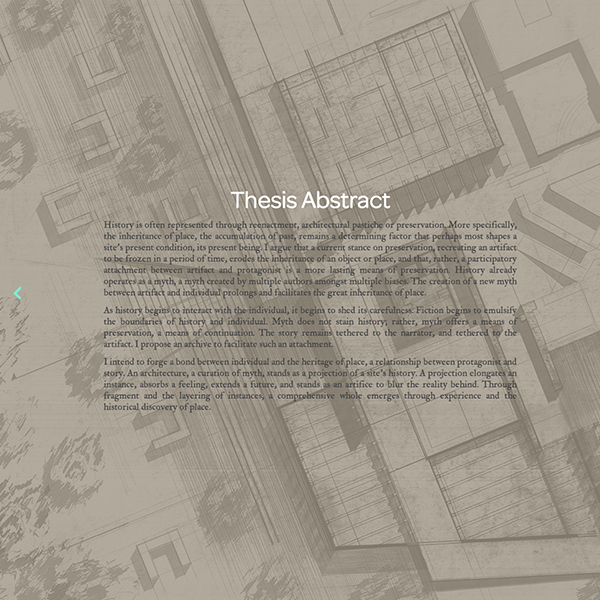 Thesis Abstract
History is often represented through reenactment, architectural pastiche or preservation. More specifically,
the inheritance of place, the accumulation of past, remains a determining factor that perhaps most shapes a
site's present condition, its present being. I argue that a current stance on preservation, recreating an artifact
to be frozen in a period of time, erodes the inheritance of an object or place, and that, rather, a participatory
attachment between artifact and protagonist is a more lasting means of preservation. History already
operates as a myth, a myth created by multiple authors amongst multiple biases. The creation of a new myth
between artifact and individual prolongs and facilitates the great inheritance of place.
As history begins to interact with the individual, it begins to shed its carefulness. Fiction begins to emulsify
the boundaries of history and individual. Myth does not stain history; rather, myth offers a means of
preservation, a means of continuation. The story remains tethered to the narrator, and tethered to the
artifact. I propose an archive to facilitate such an attachment.
I intend to forge a bond between individual and the heritage of place, a relationship between protagonist and
story. An architecture, a curation of myth, stands as a projection of a site's history. A projection elongates an
instance, absorbs a feeling, extends a future, and stands as an artifice to blur the reality behind. Through
fragment and the layering of instances, a comprehensive whole emerges through experience and the
historical discovery of place.